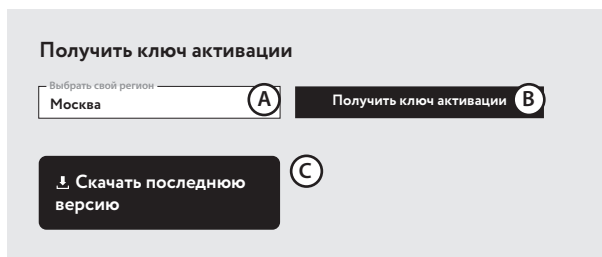 Получить ключ активации
Выбрать свой регион
Москва
A
Получить ключ активации
B
Скачать последнюю
версию
C